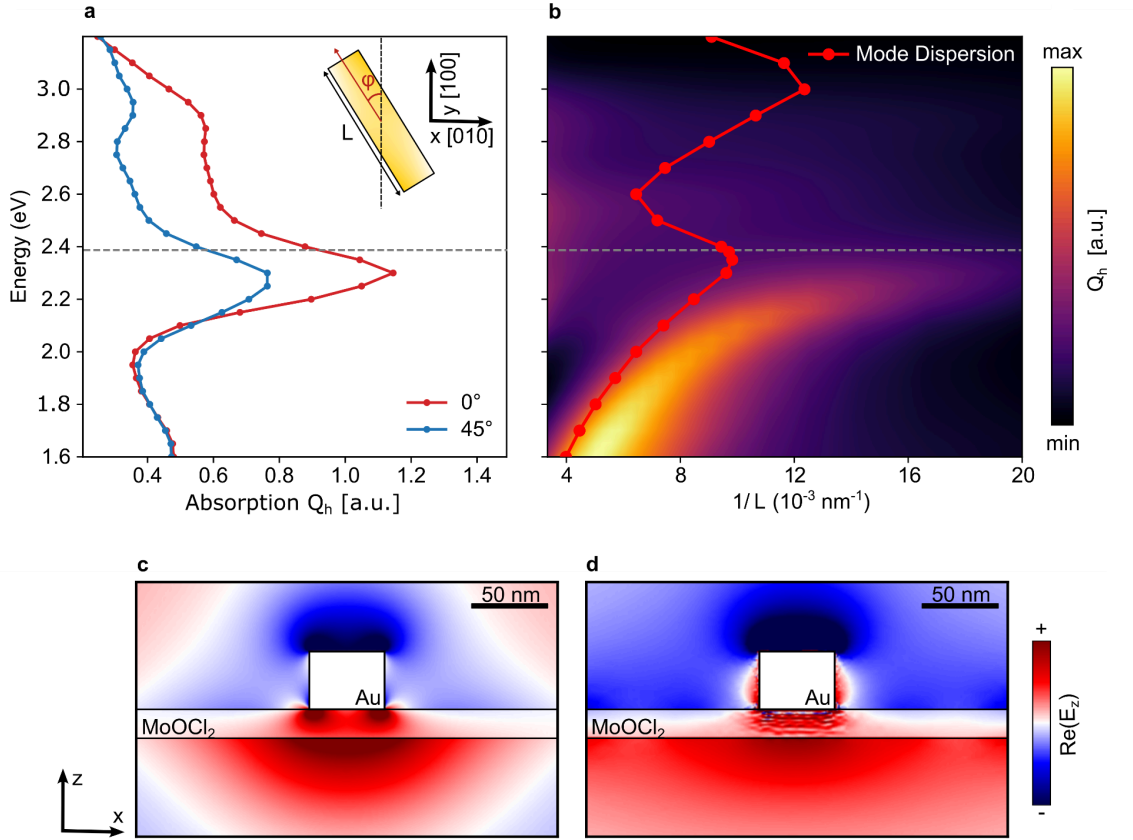 a
3.0
2.8
2.6
2.4
2.2
2.0
1.8
1.6
Energy (eV)
0.4
0.6
0.8
1.0
1.2
1.4
Absorption Qₕ [a.u.]
φ
L
y [100]
x [010]
0°
45°
b
Mode Dispersion
4
8
12
16
20
1/ L (10⁻³ nm⁻¹)
max
min
Qₕ [a.u.]
c
50 nm
Au
MoOCl₂
z
x
d
50 nm
Au
MoOCl₂
+
-
Re(E_z)